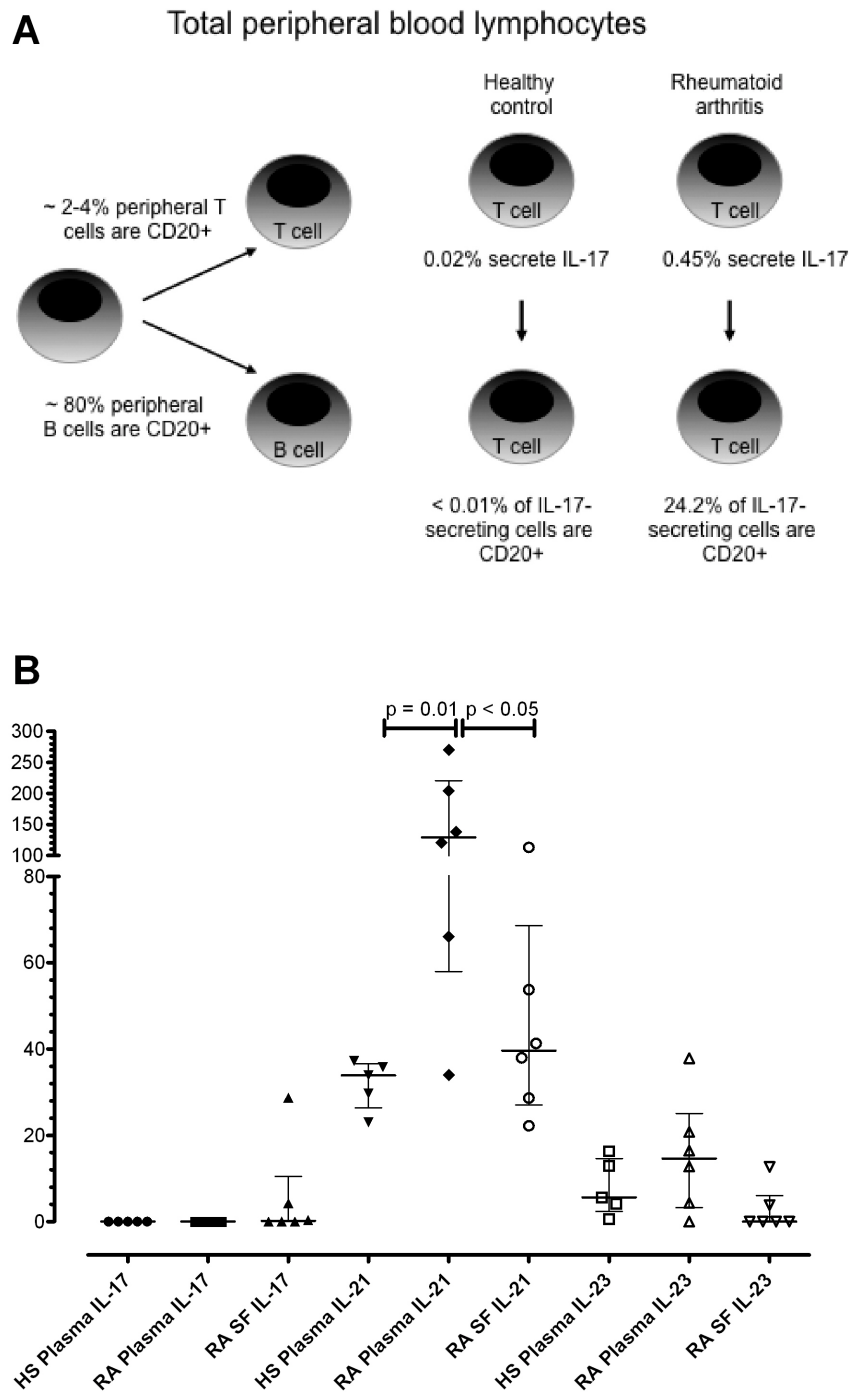 A
Total peripheral blood lymphocytes
Healthy
control
Rheumatoid
arthritis
~ 2-4% peripheral T
cells are CD20+
T cell
T cell
T cell
0.02% secrete IL-17
0.45% secrete IL-17
~ 80% peripheral
B cells are CD20+
B cell
T cell
T cell
< 0.01% of IL-17-
secreting cells are
CD20+
24.2% of IL-17-
secreting cells are
CD20+
B
p = 0.01
p < 0.05
300
250
200
150
100
80
60
40
20
0
HS Plasma IL-17
RA Plasma IL-17
RA SF IL-17
HS Plasma IL-21
RA Plasma IL-21
RA SF IL-21
HS Plasma IL-23
RA Plasma IL-23
RA SF IL-23